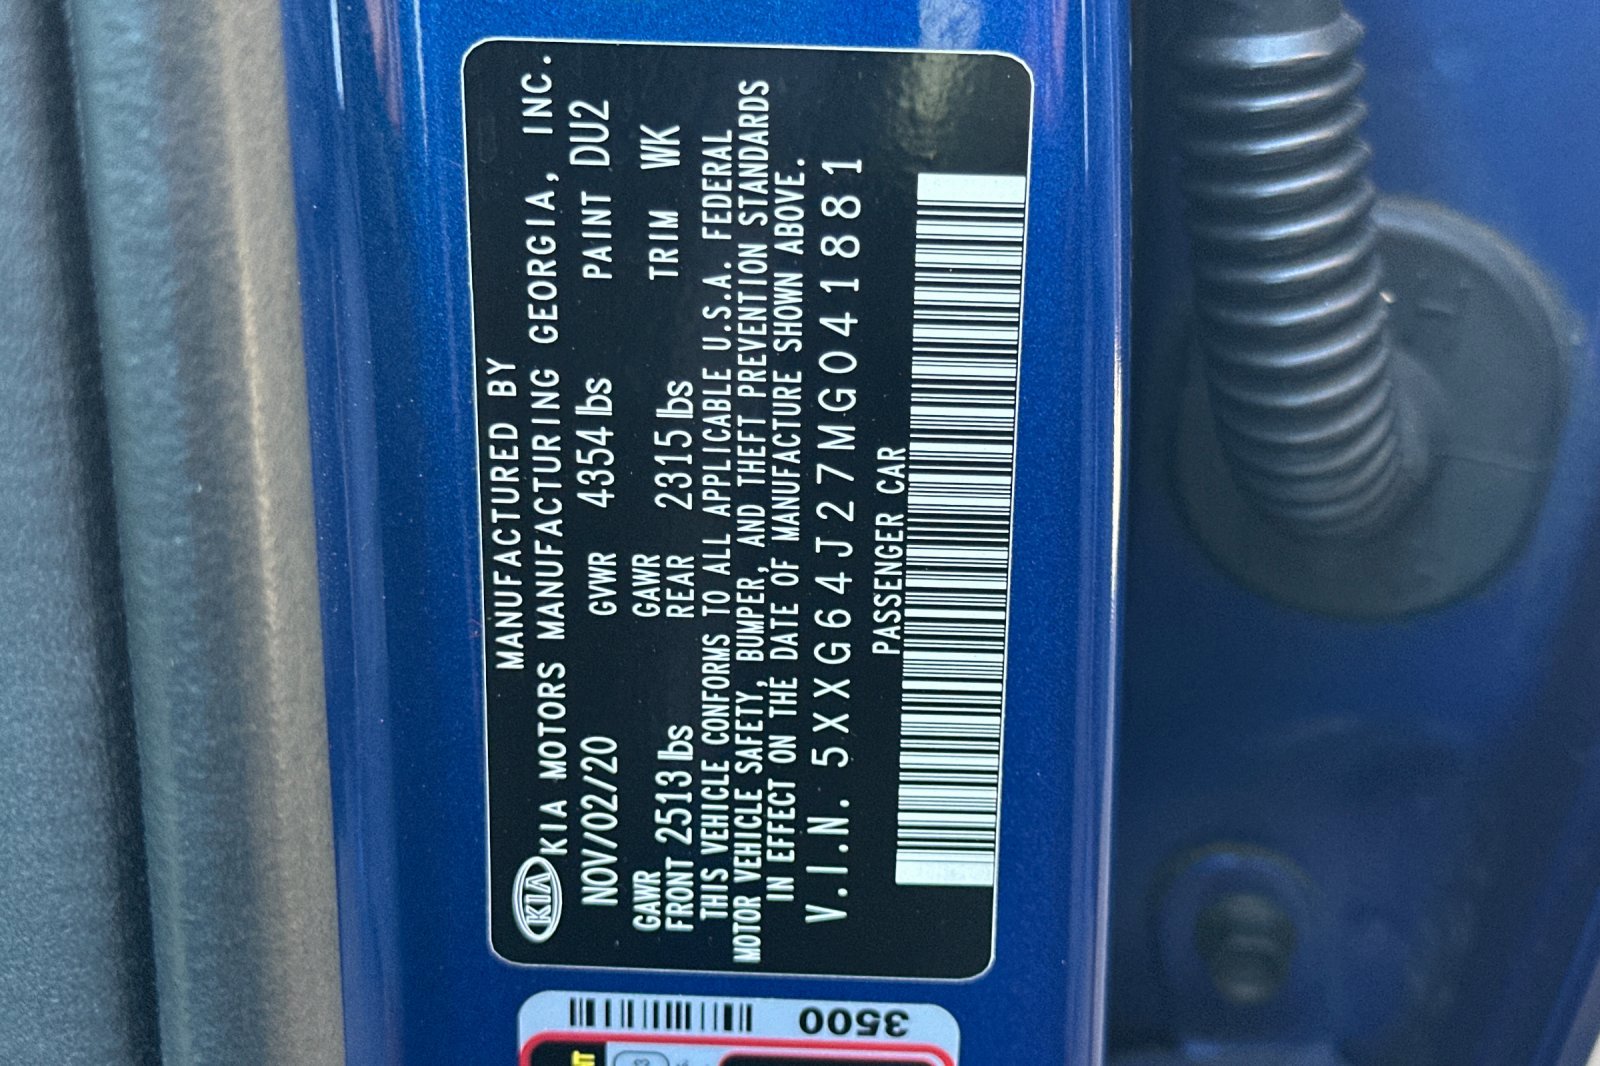 MANUFACTURED BY
KIA KIA MOTORS MANUFACTURING GEORGIA, INC.
NOV/02/20 GVWR 4354 lbs PAINT DU2
GAWR FRONT 2513 lbs GAWR REAR 2315 lbs TRIM WK
THIS VEHICLE CONFORMS TO ALL APPLICABLE U.S.A. FEDERAL
MOTOR VEHICLE SAFETY, BUMPER, AND THEFT PREVENTION STANDARDS
IN EFFECT ON THE DATE OF MANUFACTURE SHOWN ABOVE.
V.I.N. 5XXG64J27MG041881
PASSENGER CAR
3500